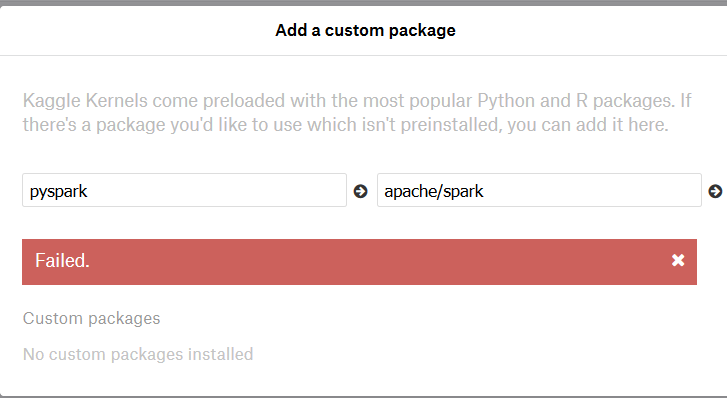 Add a custom package
Kaggle Kernels come preloaded with the most popular Python and R packages. If
there's a package you'd like to use which isn't preinstalled, you can add it here.
pyspark
apache/spark
Failed.
Custom packages
No custom packages installed